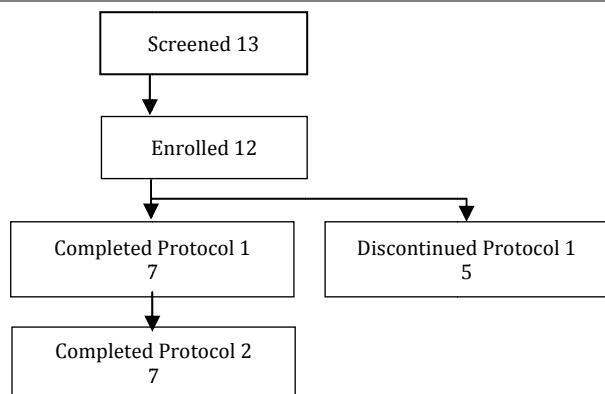 Screened 13
Enrolled 12
Completed Protocol 1
7
Discontinued Protocol 1
5
Completed Protocol 2
7